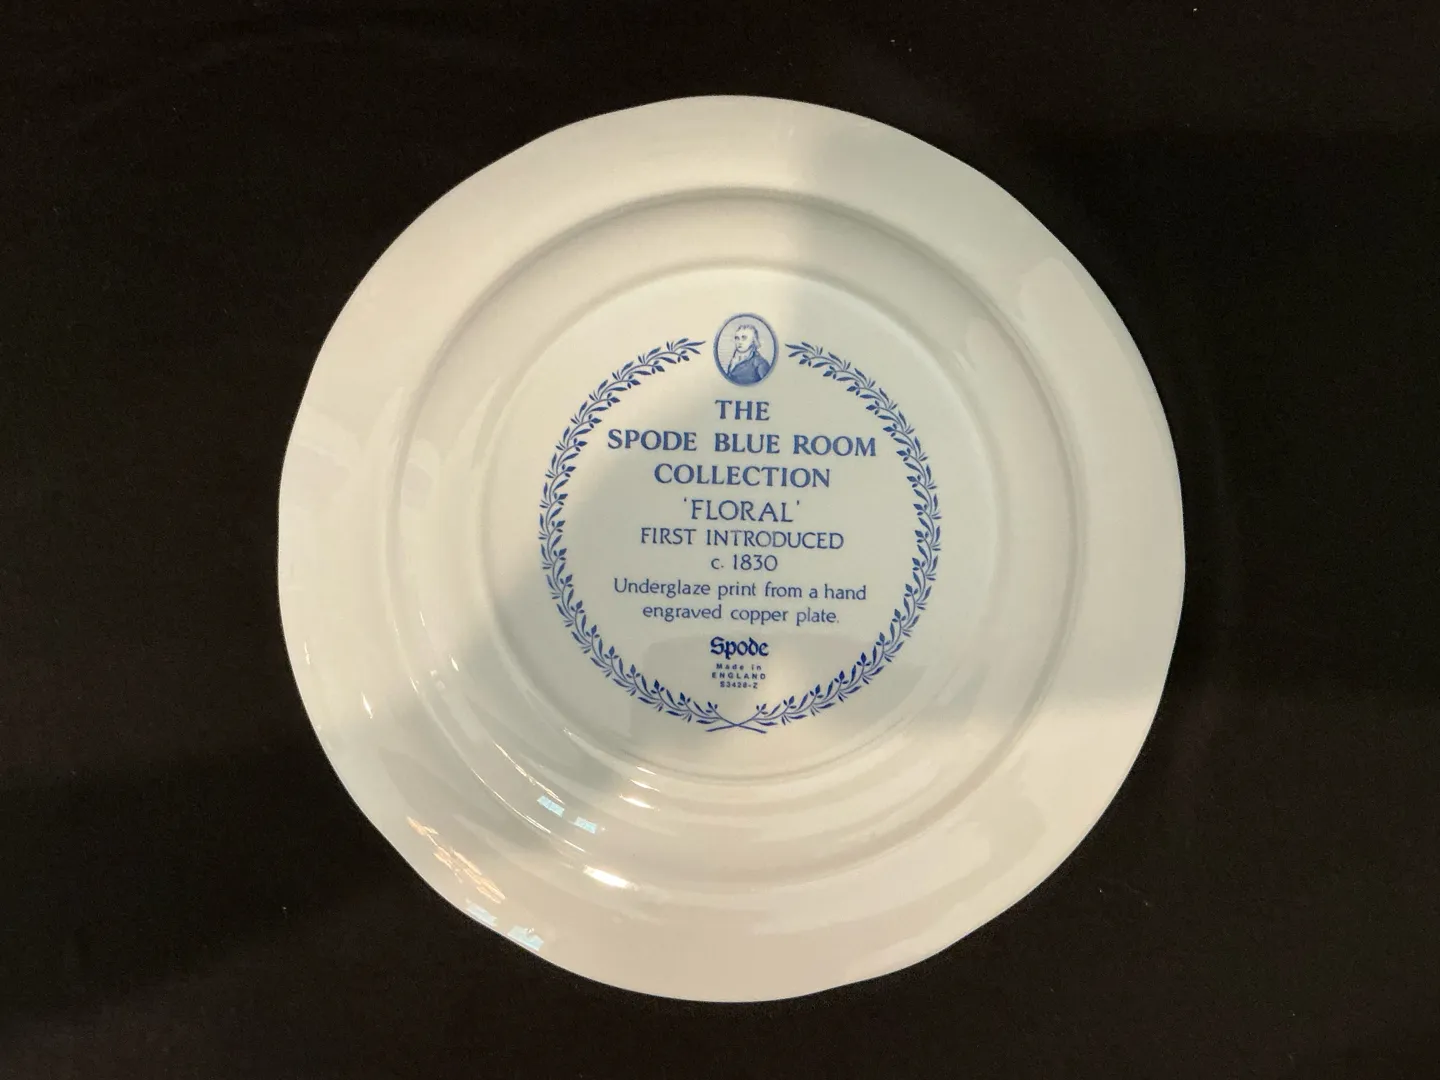 THE
SPODE BLUE ROOM
COLLECTION
'FLORAL'
FIRST INTRODUCED
c. 1830
Underglaze print from a hand
engraved copper plate.
Spode
Made in
ENGLAND
S3428-Z